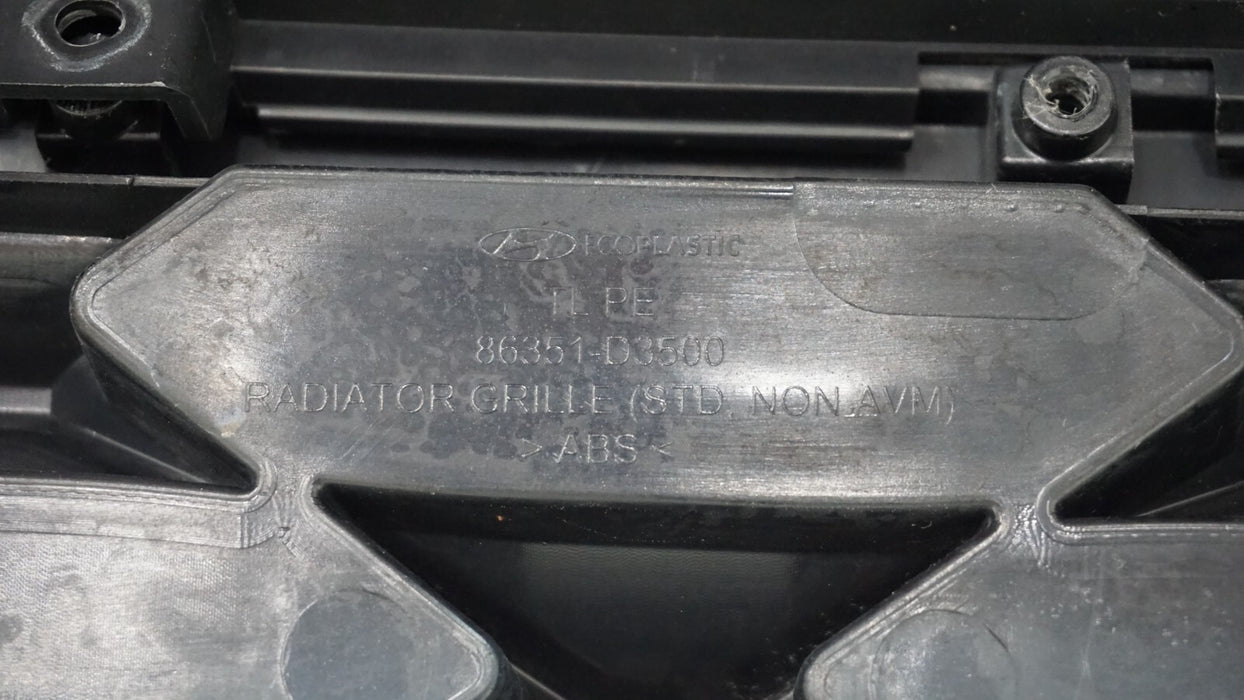 ECOPLASTIC
TL PE
86351-D3500
RADIATOR GRILLE (STD, NON AVM)
> ABS <